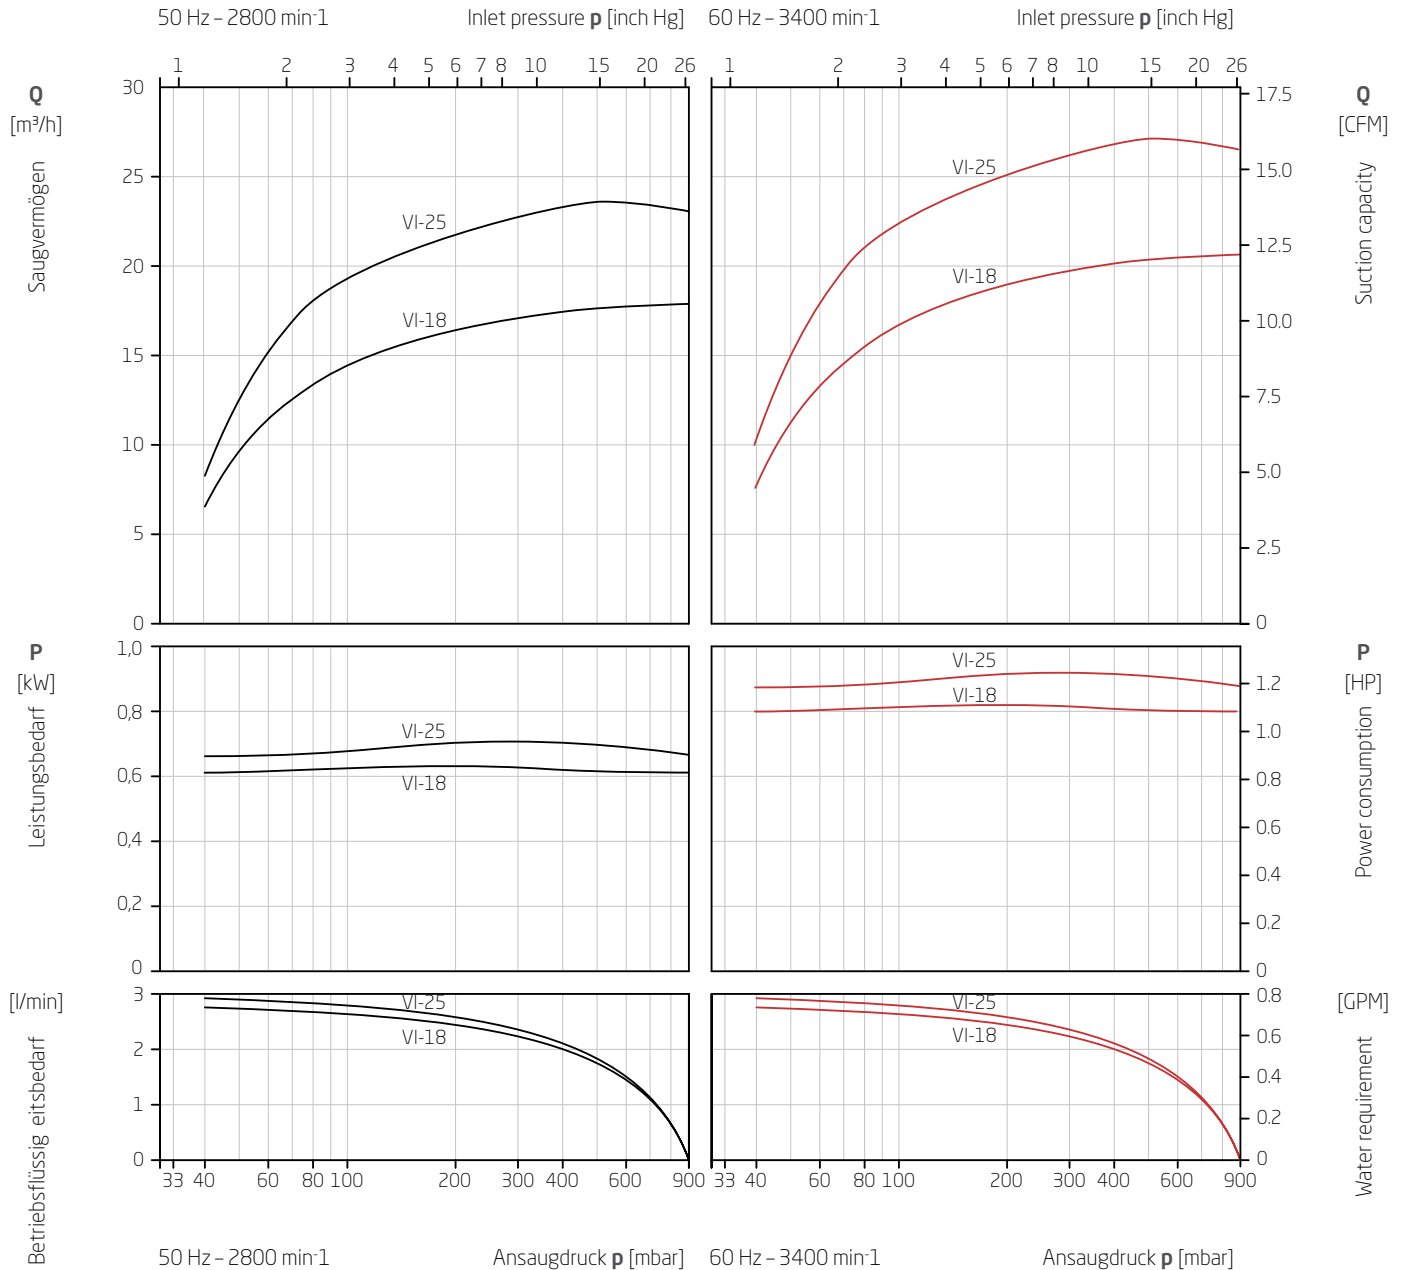 50 Hz – 2800 min-1 Inlet pressure p [inch Hg] 60 Hz – 3400 min-1 Inlet pressure p [inch Hg]
1 2 3 4 5 6 7 8 10 15 20 26 1 2 3 4 5 6 7 8 10 15 20 26
Q
[m³/h]
Saugvermögen
30
25
20
15
10
5
0
VI-25
VI-18
VI-25
VI-18
17.5
15.0
12.5
10.0
7.5
5.0
2.5
0
Q
[CFM]
Suction capacity
P
[kW]
Leistungsbedarf
1,0
0,8
0,6
0,4
0,2
0
VI-25
VI-18
VI-25
VI-18
1.2
1.0
0.8
0.6
0.4
0.2
0
P
[HP]
Power consumption
[l/min]
Betriebsflüssig eitsbedarf
3
2
1
0
VI-25
VI-18
VI-25
VI-18
0.8
0.6
0.4
0.2
0
[GPM]
Water requirement
33 40 60 80 100 200 300 400 600 900 33 40 60 80 100 200 300 400 600 900
50 Hz – 2800 min-1 Ansaugdruck p [mbar] 60 Hz – 3400 min-1 Ansaugdruck p [mbar]